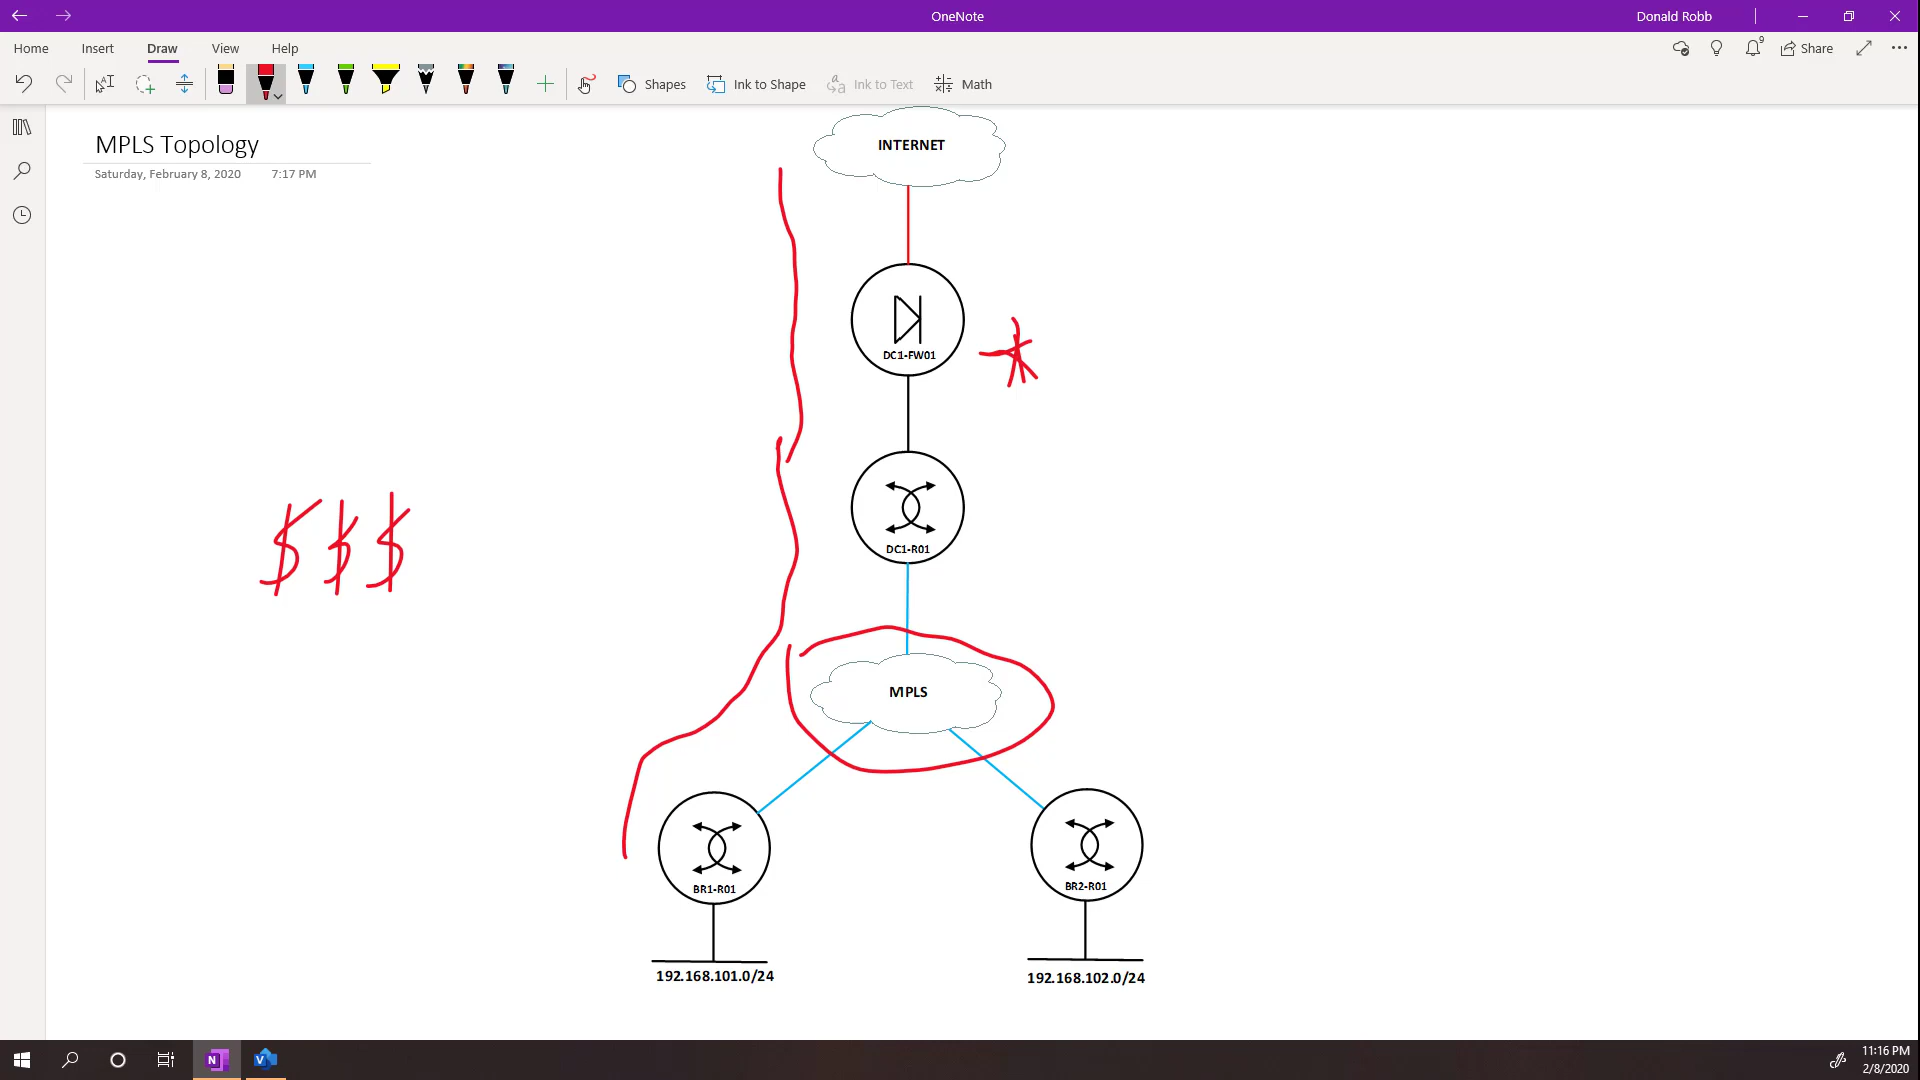 OneNote
Donald Robb
Home Insert Draw View Help
9
Share
Shapes Ink to Shape Ink to Text Math
MPLS Topology
Saturday, February 8, 2020 7:17 PM
INTERNET
DC1-FW01
$$$
DC1-R01
MPLS
BR1-R01
BR2-R01
192.168.101.0/24
192.168.102.0/24
11:16 PM
2/8/2020